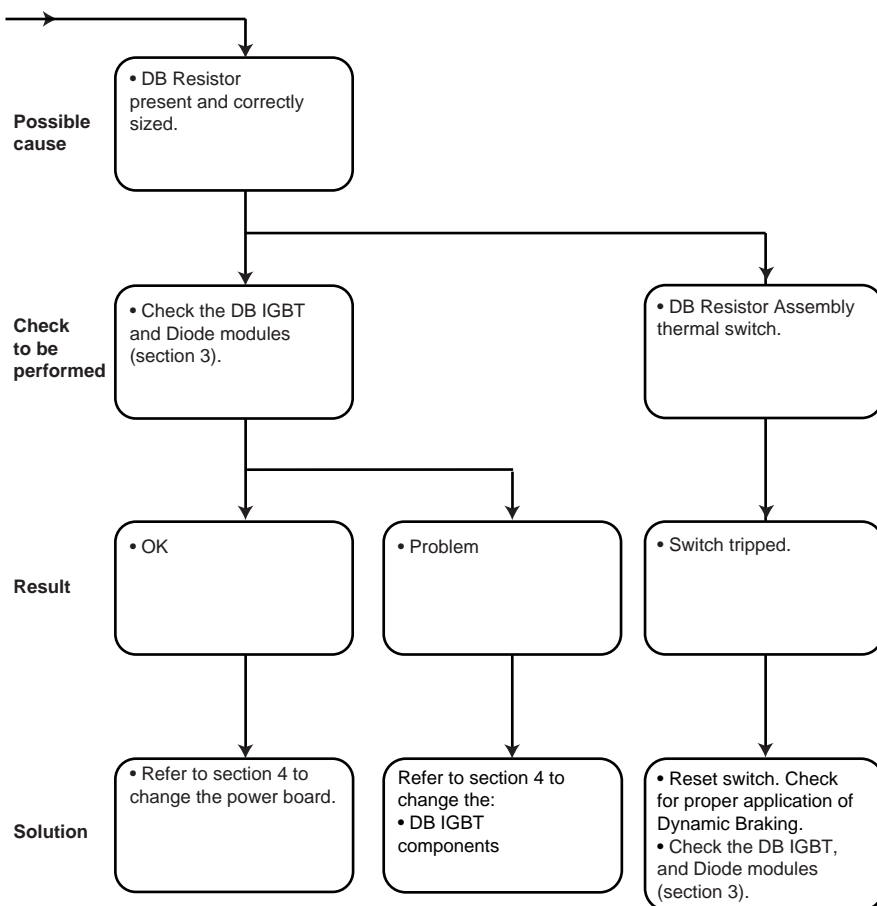 • DB Resistor
present and correctly
sized.
Possible
cause
• Check the DB IGBT
and Diode modules
(section 3).
• DB Resistor Assembly
thermal switch.
Check
to be
performed
• OK
• Problem
• Switch tripped.
Result
• Refer to section 4 to
change the power board.
Refer to section 4 to
change the:
• DB IGBT
components
• Reset switch. Check
for proper application of
Dynamic Braking.
• Check the DB IGBT,
and Diode modules
(section 3).
Solution